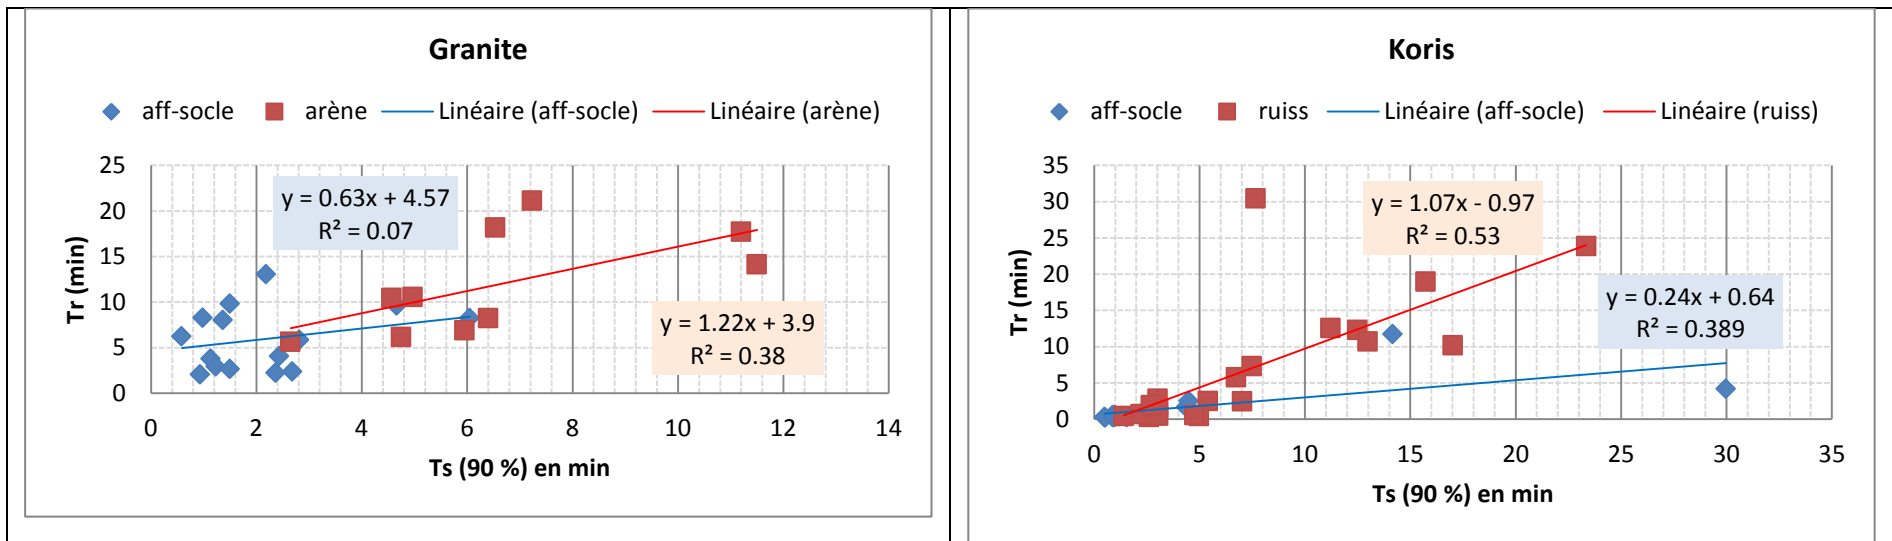 Granite
aff-socle arène Linéaire (aff-socle) Linéaire (arène)
25
20
15
10
5
0
Tr (min)
y = 0.63x + 4.57
R² = 0.07
y = 1.22x + 3.9
R² = 0.38
0 2 4 6 8 10 12 14
Ts (90 %) en min
Koris
aff-socle ruiss Linéaire (aff-socle) Linéaire (ruiss)
35
30
25
20
15
10
5
0
Tr (min)
y = 1.07x - 0.97
R² = 0.53
y = 0.24x + 0.64
R² = 0.389
0 5 10 15 20 25 30 35
Ts (90 %) en min